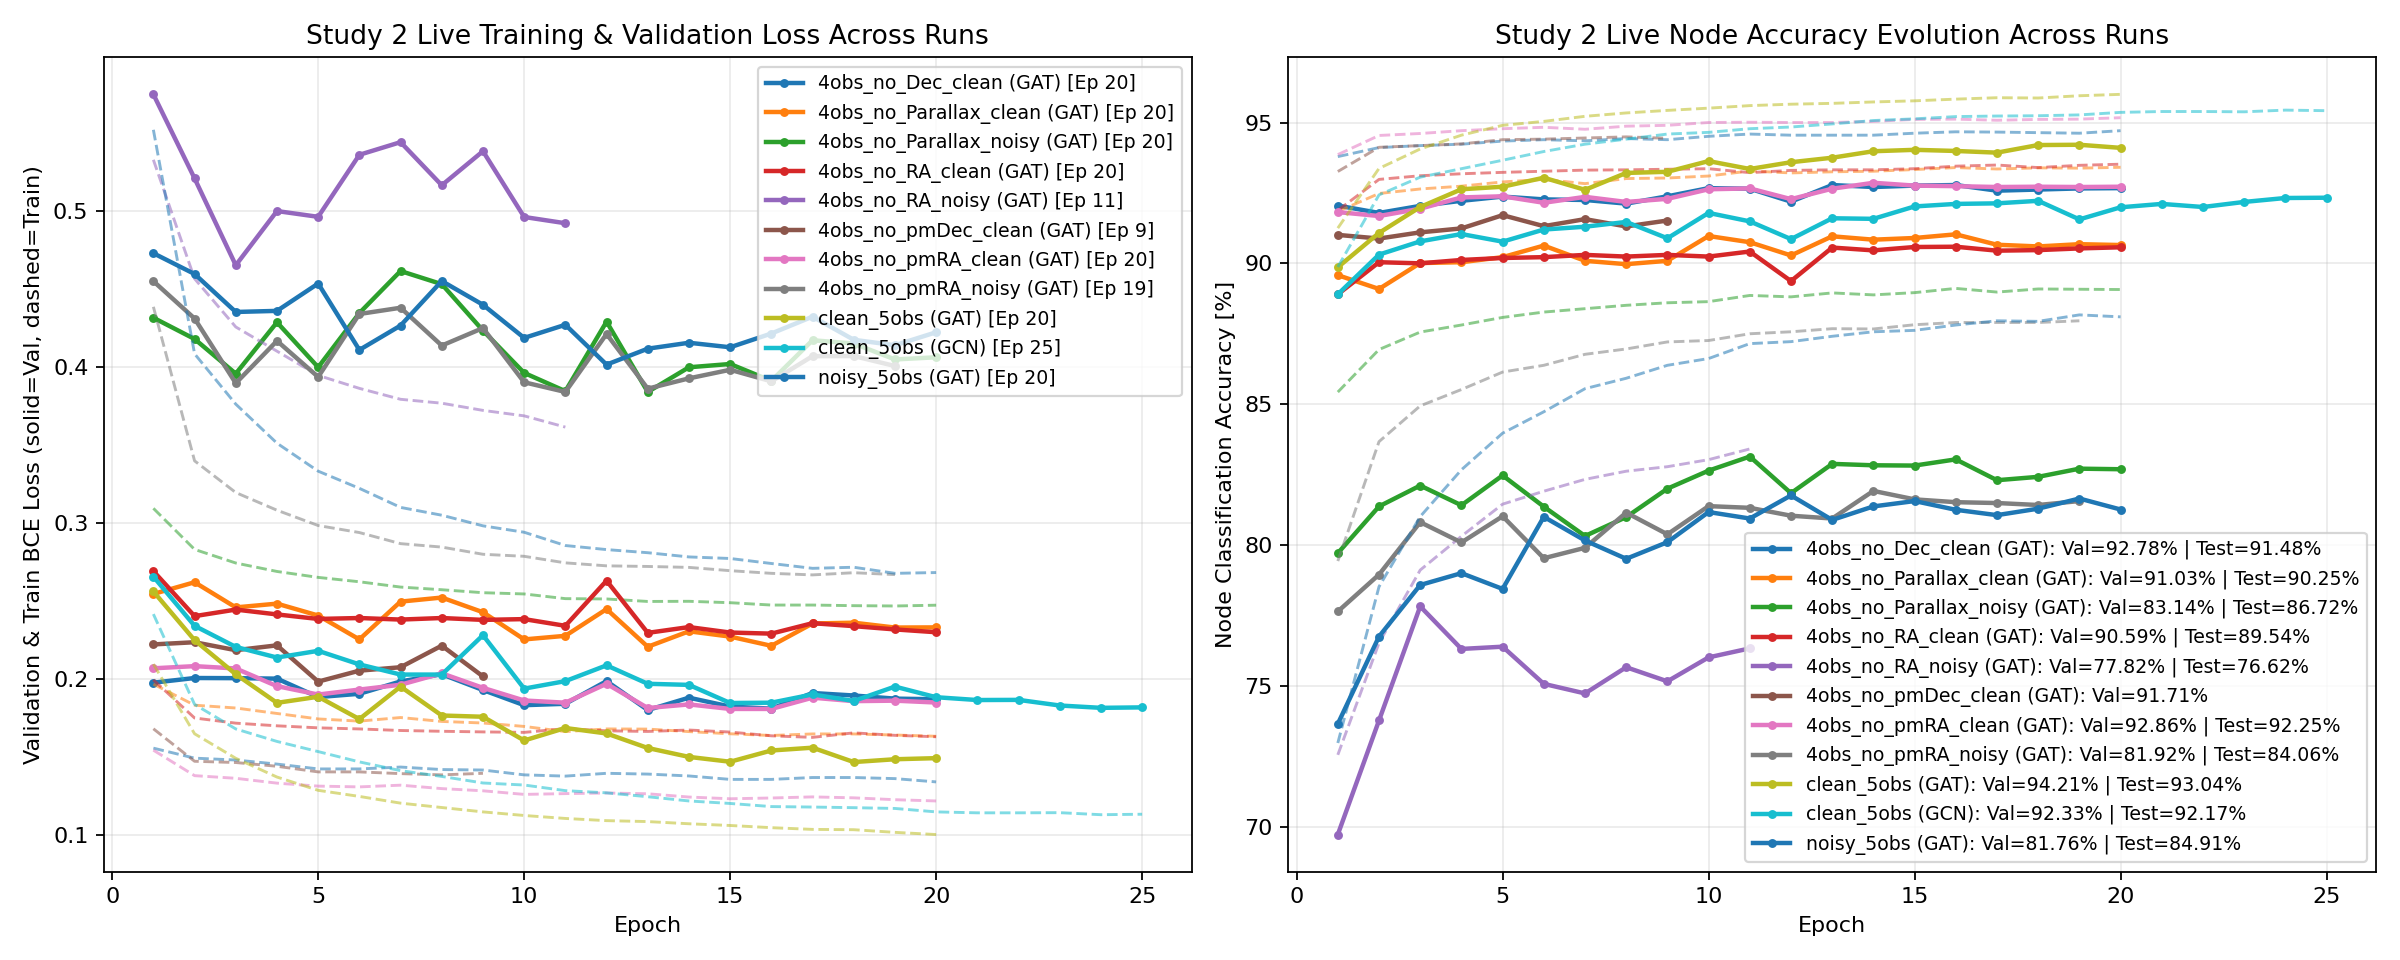 Study 2 Live Training & Validation Loss Across Runs
Validation & Train BCE Loss (solid=Val, dashed=Train)
0.5
0.4
0.3
0.2
0.1
0
5
10
15
20
25
Epoch
4obs_no_Dec_clean (GAT) [Ep 20]
4obs_no_Parallax_clean (GAT) [Ep 20]
4obs_no_Parallax_noisy (GAT) [Ep 20]
4obs_no_RA_clean (GAT) [Ep 20]
4obs_no_RA_noisy (GAT) [Ep 11]
4obs_no_pmDec_clean (GAT) [Ep 9]
4obs_no_pmRA_clean (GAT) [Ep 20]
4obs_no_pmRA_noisy (GAT) [Ep 19]
clean_5obs (GAT) [Ep 20]
clean_5obs (GCN) [Ep 25]
noisy_5obs (GAT) [Ep 20]
Study 2 Live Node Accuracy Evolution Across Runs
Node Classification Accuracy [%]
95
90
85
80
75
70
0
5
10
15
20
25
Epoch
4obs_no_Dec_clean (GAT): Val=92.78% | Test=91.48%
4obs_no_Parallax_clean (GAT): Val=91.03% | Test=90.25%
4obs_no_Parallax_noisy (GAT): Val=83.14% | Test=86.72%
4obs_no_RA_clean (GAT): Val=90.59% | Test=89.54%
4obs_no_RA_noisy (GAT): Val=77.82% | Test=76.62%
4obs_no_pmDec_clean (GAT): Val=91.71%
4obs_no_pmRA_clean (GAT): Val=92.86% | Test=92.25%
4obs_no_pmRA_noisy (GAT): Val=81.92% | Test=84.06%
clean_5obs (GAT): Val=94.21% | Test=93.04%
clean_5obs (GCN): Val=92.33% | Test=92.17%
noisy_5obs (GAT): Val=81.76% | Test=84.91%